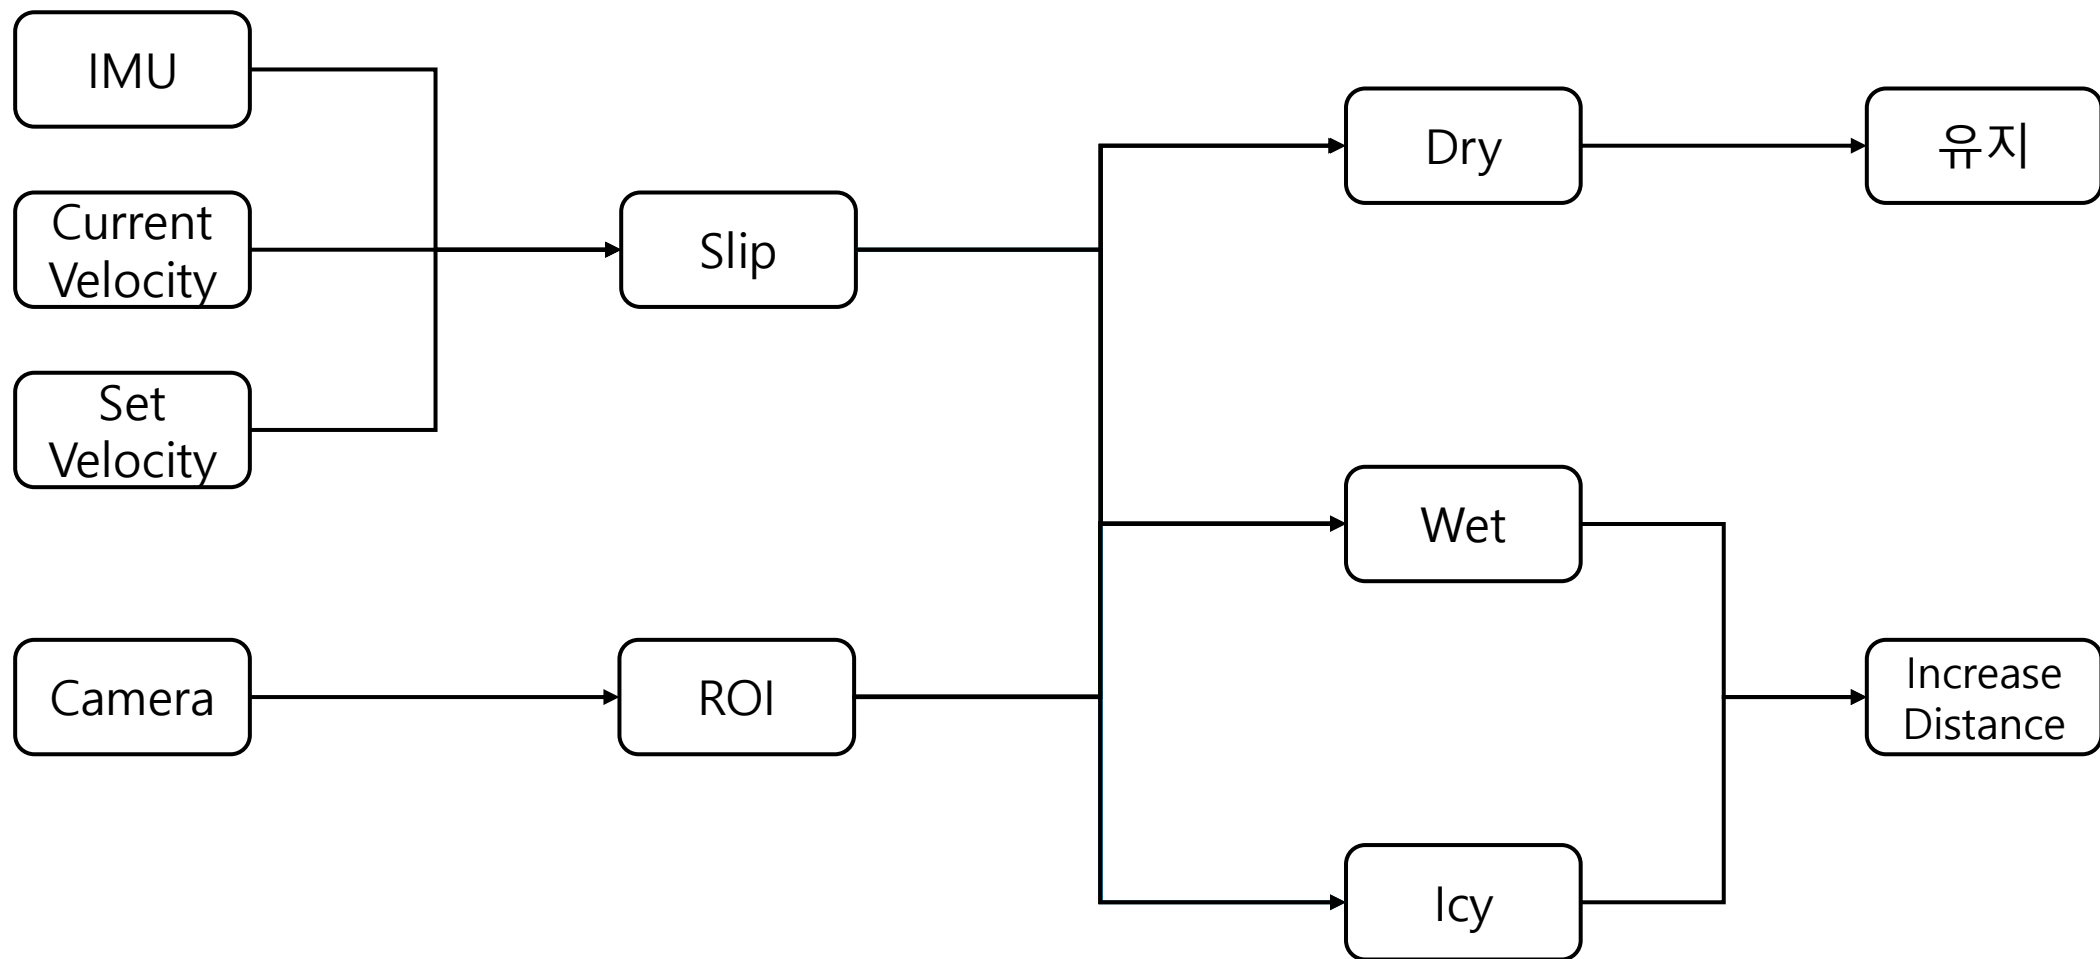 IMU
Current
Velocity
Set
Velocity
Slip
Camera
ROI
Dry
유지
Wet
Icy
Increase
Distance